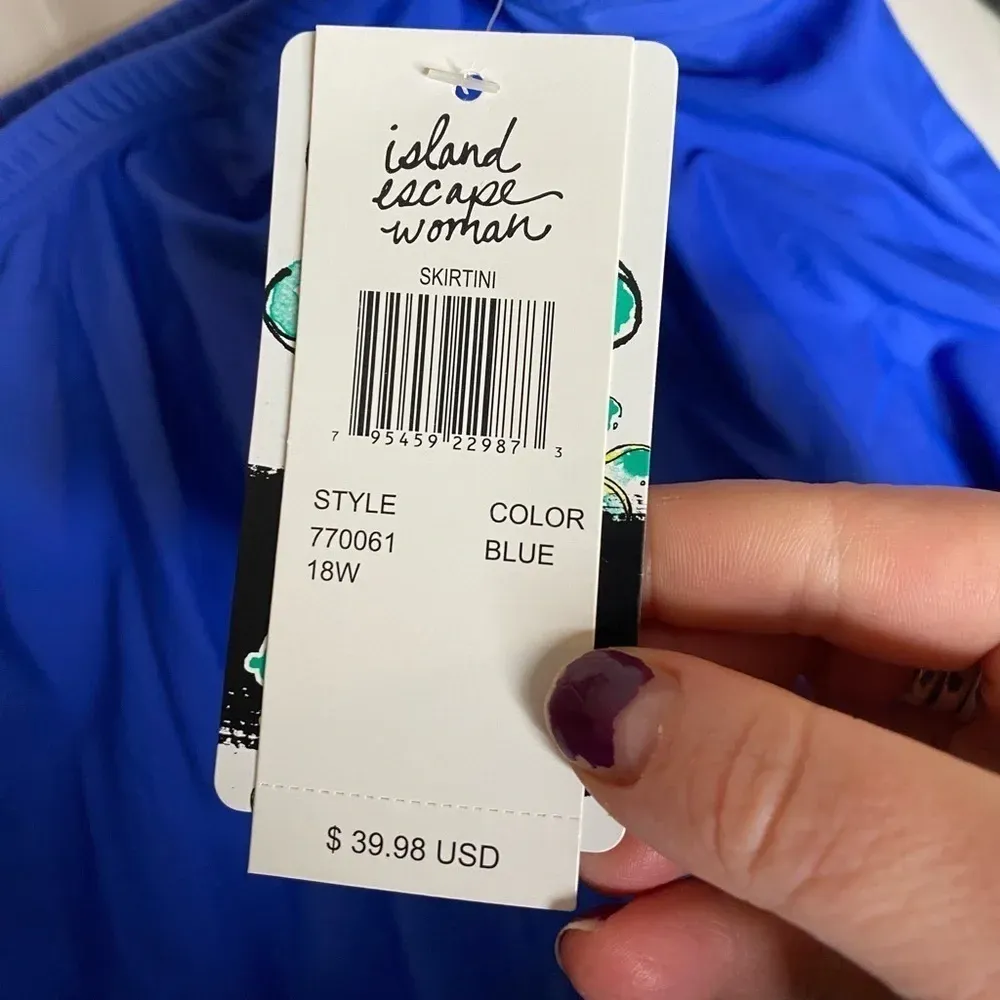 island
escape
woman
SKIRTINI
7 95459 22987 3
STYLE COLOR
770061 BLUE
18W
$ 39.98 USD